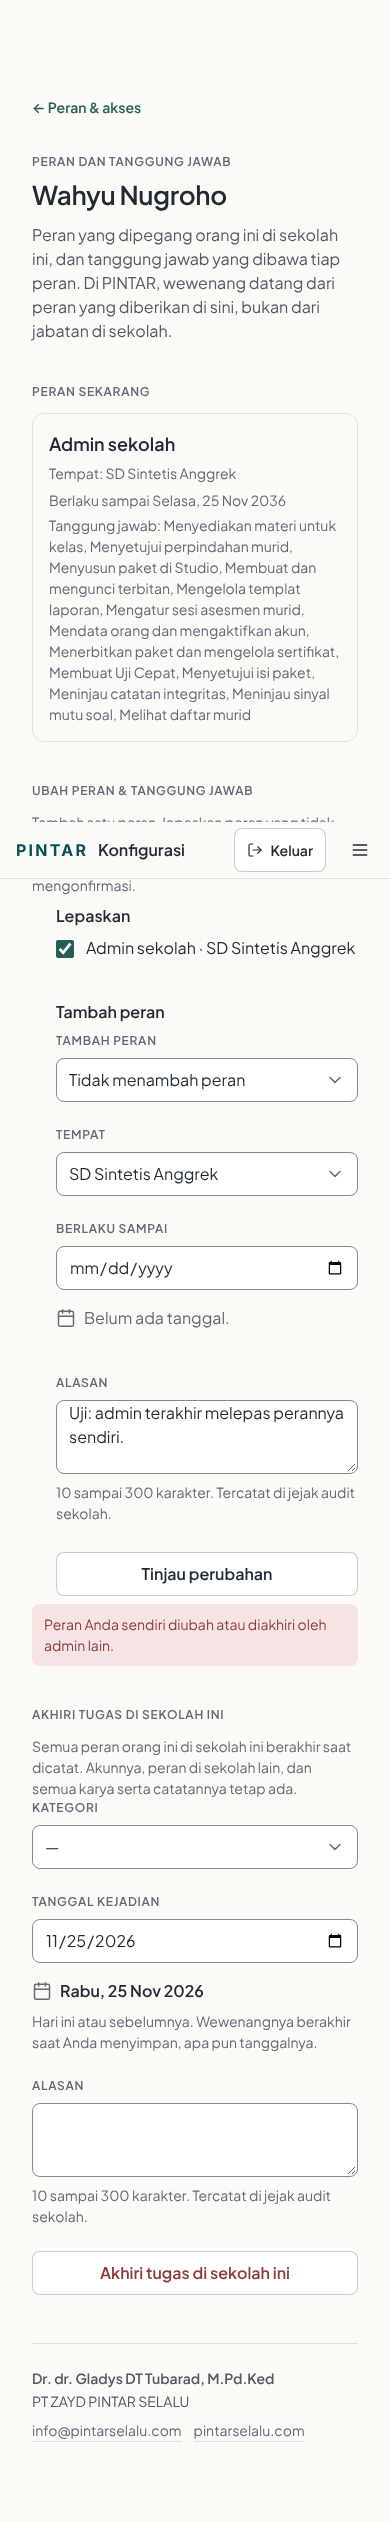 ← Peran & akses
PERAN DAN TANGGUNG JAWAB
Wahyu Nugroho
Peran yang dipegang orang ini di sekolah
ini, dan tanggung jawab yang dibawa tiap
peran. Di PINTAR, wewenang datang dari
peran yang diberikan di sini, bukan dari
jabatan di sekolah.
PERAN SEKARANG
Admin sekolah
Tempat: SD Sintetis Anggrek
Berlaku sampai Selasa, 25 Nov 2036
Tanggung jawab: Menyediakan materi untuk
kelas, Menyetujui perpindahan murid,
Menyusun paket di Studio, Membuat dan
mengunci terbitan, Mengelola templat
laporan, Mengatur sesi asesmen murid,
Mendata orang dan mengaktifkan akun,
Menerbitkan paket dan mengelola sertifikat,
Membuat Uji Cepat, Menyetujui isi paket,
Meninjau catatan integritas, Meninjau sinyal
mutu soal, Melihat daftar murid
UBAH PERAN & TANGGUNG JAWAB
PINTAR Konfigurasi
Keluar
mengonfirmasi.
Lepaskan
Admin sekolah · SD Sintetis Anggrek
Tambah peran
TAMBAH PERAN
Tidak menambah peran
TEMPAT
SD Sintetis Anggrek
BERLAKU SAMPAI
mm/dd/yyyy
Belum ada tanggal.
ALASAN
Uji: admin terakhir melepas perannya
sendiri.
10 sampai 300 karakter. Tercatat di jejak audit
sekolah.
Tinjau perubahan
Peran Anda sendiri diubah atau diakhiri oleh
admin lain.
AKHIRI TUGAS DI SEKOLAH INI
Semua peran orang ini di sekolah ini berakhir saat
dicatat. Akunnya, peran di sekolah lain, dan
semua karya serta catatannya tetap ada.
KATEGORI
—
TANGGAL KEJADIAN
11/25/2026
Rabu, 25 Nov 2026
Hari ini atau sebelumnya. Wewenangnya berakhir
saat Anda menyimpan, apa pun tanggalnya.
ALASAN
10 sampai 300 karakter. Tercatat di jejak audit
sekolah.
Akhiri tugas di sekolah ini
Dr. dr. Gladys DT Tubarad, M.Pd.Ked
PT ZAYD PINTAR SELALU
info@pintarselalu.com pintarselalu.com